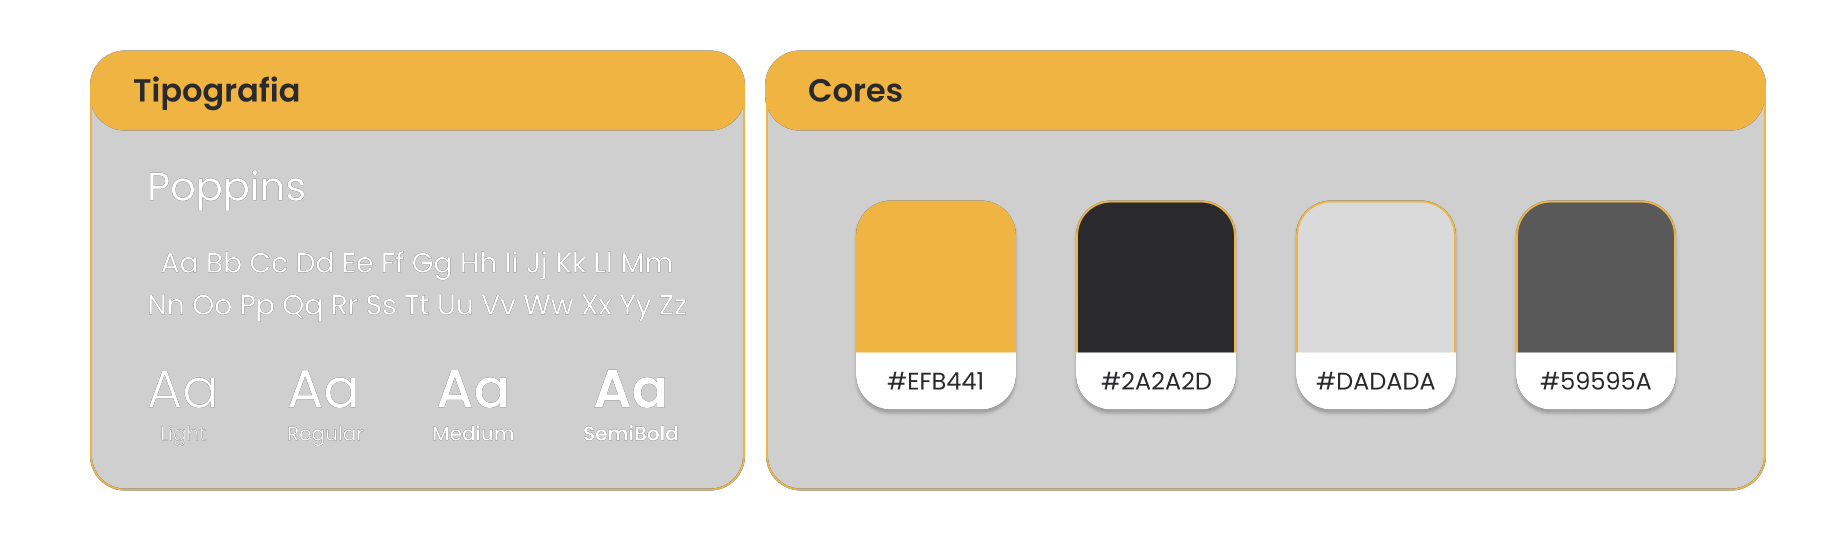 Tipografia
Poppins
Aa Bb Cc Dd Ee Ff Gg Hh Ii Jj Kk Ll Mm
Nn Oo Pp Qq Rr Ss Tt Uu Vv Ww Xx Yy Zz
Aa Aa Aa Aa
Light Regular Medium SemiBold
Cores
#EFB441 #2A2A2D #DADADA #59595A